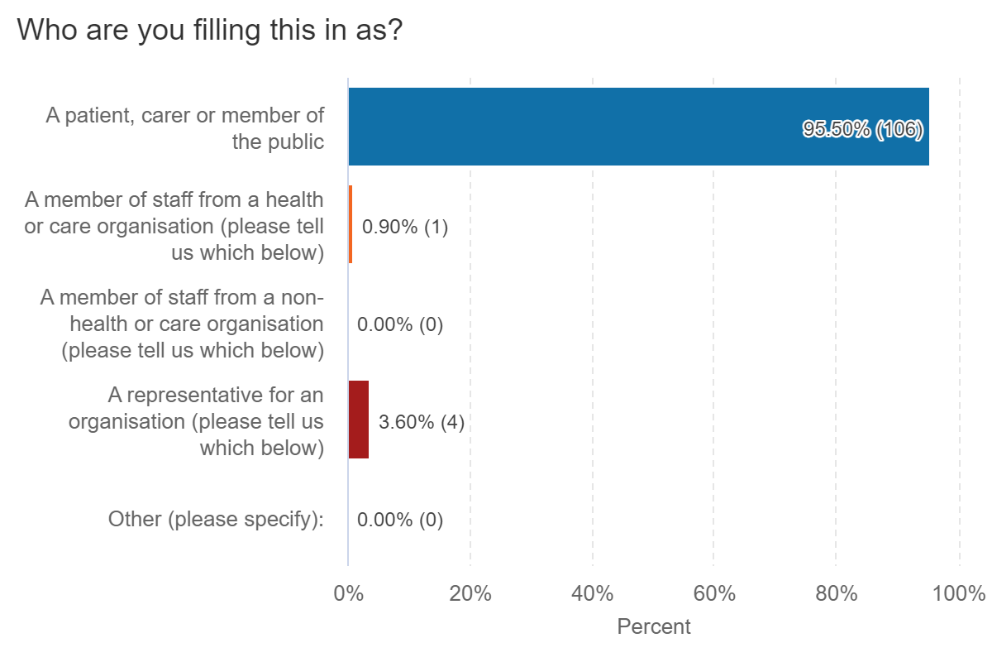 Who are you filling this in as?
A patient, carer or member of
the public
95.50% (106)
A member of staff from a health
or care organisation (please tell
us which below)
0.90% (1)
A member of staff from a non-
health or care organisation
(please tell us which below)
0.00% (0)
A representative for an
organisation (please tell us
which below)
3.60% (4)
Other (please specify):
0.00% (0)
0%
20%
40%
60%
80%
100%
Percent